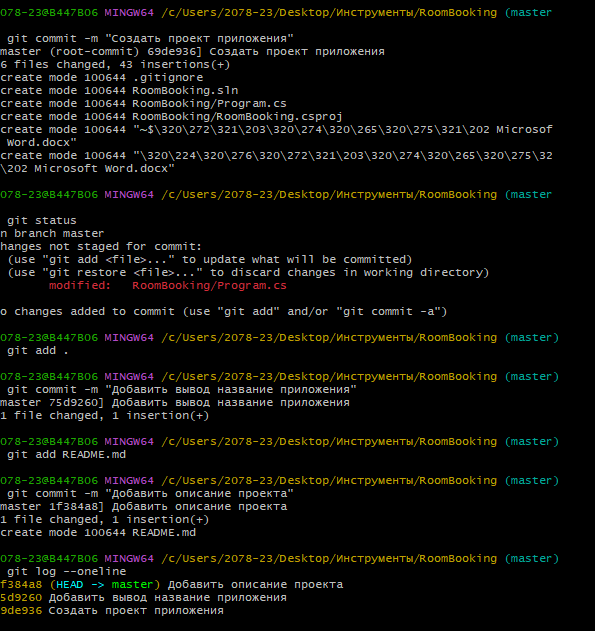 078-23@B447B06 MINGW64 /c/Users/2078-23/Desktop/Инструменты/RoomBooking (master
git commit -m "Создать проект приложения"
master (root-commit) 69de936] Создать проект приложения
6 files changed, 43 insertions(+)
create mode 100644 .gitignore
create mode 100644 RoomBooking.sln
create mode 100644 RoomBooking/Program.cs
create mode 100644 RoomBooking/RoomBooking.csproj
create mode 100644 "~$\320\272\321\203\320\274\320\265\320\275\321\202 Microsof
Word.docx"
create mode 100644 "\320\224\320\276\320\272\321\203\320\274\320\265\320\275\32
\202 Microsoft Word.docx"
078-23@B447B06 MINGW64 /c/Users/2078-23/Desktop/Инструменты/RoomBooking (master
git status
n branch master
hanges not staged for commit:
(use "git add <file>..." to update what will be committed)
(use "git restore <file>..." to discard changes in working directory)
modified:   RoomBooking/Program.cs
o changes added to commit (use "git add" and/or "git commit -a")
078-23@B447B06 MINGW64 /c/Users/2078-23/Desktop/Инструменты/RoomBooking (master)
git add .
078-23@B447B06 MINGW64 /c/Users/2078-23/Desktop/Инструменты/RoomBooking (master)
git commit -m "Добавить вывод название приложения"
master 75d9260] Добавить вывод название приложения
1 file changed, 1 insertion(+)
078-23@B447B06 MINGW64 /c/Users/2078-23/Desktop/Инструменты/RoomBooking (master)
git add README.md
078-23@B447B06 MINGW64 /c/Users/2078-23/Desktop/Инструменты/RoomBooking (master)
git commit -m "Добавить описание проекта"
master 1f384a8] Добавить описание проекта
1 file changed, 1 insertion(+)
create mode 100644 README.md
078-23@B447B06 MINGW64 /c/Users/2078-23/Desktop/Инструменты/RoomBooking (master)
git log --oneline
f384a8 (HEAD -> master) Добавить описание проекта
5d9260 Добавить вывод название приложения
9de936 Создать проект приложения